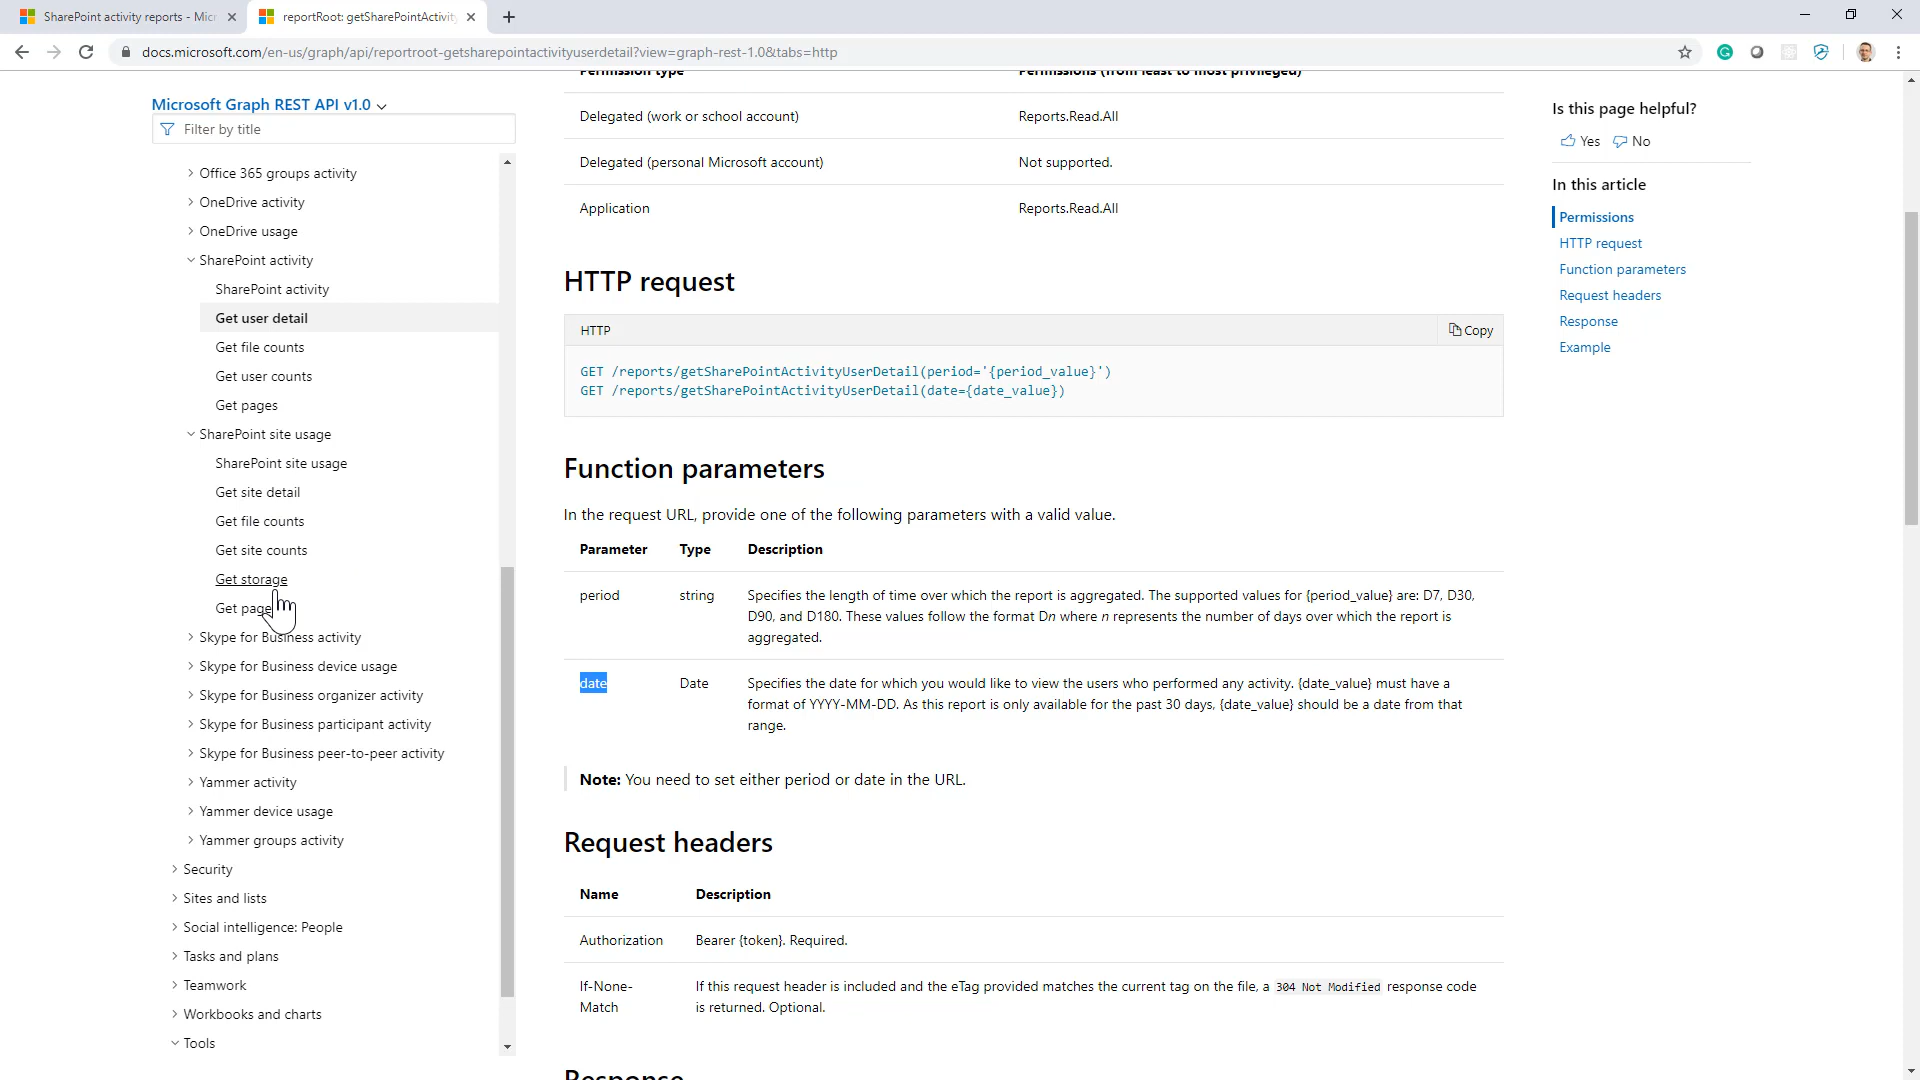 SharePoint activity reports - Micr
reportRoot: getSharePointActivity
docs.microsoft.com/en-us/graph/api/reportroot-getsharepointactivityuserdetail?view=graph-rest-1.0&tabs=http
Microsoft Graph REST API v1.0
Filter by title
Office 365 groups activity
OneDrive activity
OneDrive usage
SharePoint activity
SharePoint activity
Get user detail
Get file counts
Get user counts
Get pages
SharePoint site usage
SharePoint site usage
Get site detail
Get file counts
Get site counts
Get storage
Get page
Skype for Business activity
Skype for Business device usage
Skype for Business organizer activity
Skype for Business participant activity
Skype for Business peer-to-peer activity
Yammer activity
Yammer device usage
Yammer groups activity
Security
Sites and lists
Social intelligence: People
Tasks and plans
Teamwork
Workbooks and charts
Tools
Permission type Permissions (from least to most privileged)
Delegated (work or school account) Reports.Read.All
Delegated (personal Microsoft account) Not supported.
Application Reports.Read.All
HTTP request
HTTP Copy
GET /reports/getSharePointActivityUserDetail(period='{period_value}')
GET /reports/getSharePointActivityUserDetail(date={date_value})
Function parameters
In the request URL, provide one of the following parameters with a valid value.
Parameter Type Description
period string Specifies the length of time over which the report is aggregated. The supported values for {period_value} are: D7, D30,
D90, and D180. These values follow the format Dn where n represents the number of days over which the report is
aggregated.
date Date Specifies the date for which you would like to view the users who performed any activity. {date_value} must have a
format of YYYY-MM-DD. As this report is only available for the past 30 days, {date_value} should be a date from that
range.
Note: You need to set either period or date in the URL.
Request headers
Name Description
Authorization Bearer {token}. Required.
If-None- If this request header is included and the eTag provided matches the current tag on the file, a 304 Not Modified response code
Match is returned. Optional.
Response
Is this page helpful?
Yes No
In this article
Permissions
HTTP request
Function parameters
Request headers
Response
Example